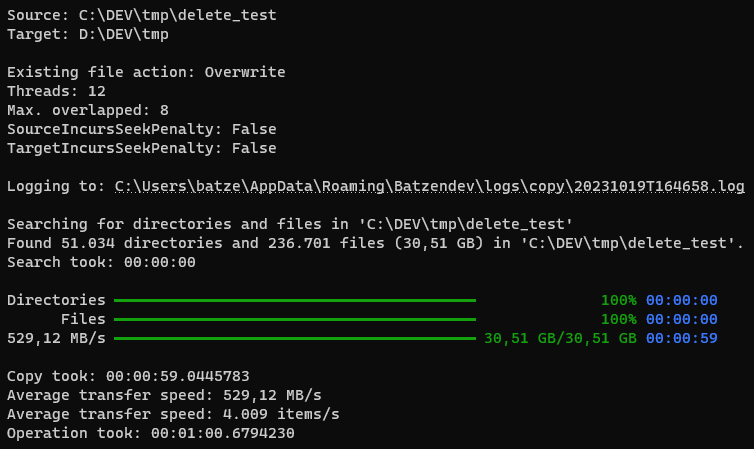 Source: C:\DEV\tmp\delete_test
Target: D:\DEV\tmp
Existing file action: Overwrite
Threads: 12
Max. overlapped: 8
SourceIncursSeekPenalty: False
TargetIncursSeekPenalty: False
Logging to: C:\Users\batze\AppData\Roaming\Batzendev\logs\copy\20231019T164658.log
Searching for directories and files in 'C:\DEV\tmp\delete_test'
Found 51.034 directories and 236.701 files (30,51 GB) in 'C:\DEV\tmp\delete_test'.
Search took: 00:00:00
Directories 100% 00:00:00
Files 100% 00:00:00
529,12 MB/s 30,51 GB/30,51 GB 00:00:59
Copy took: 00:00:59.0445783
Average transfer speed: 529,12 MB/s
Average transfer speed: 4.009 items/s
Operation took: 00:01:00.6794230